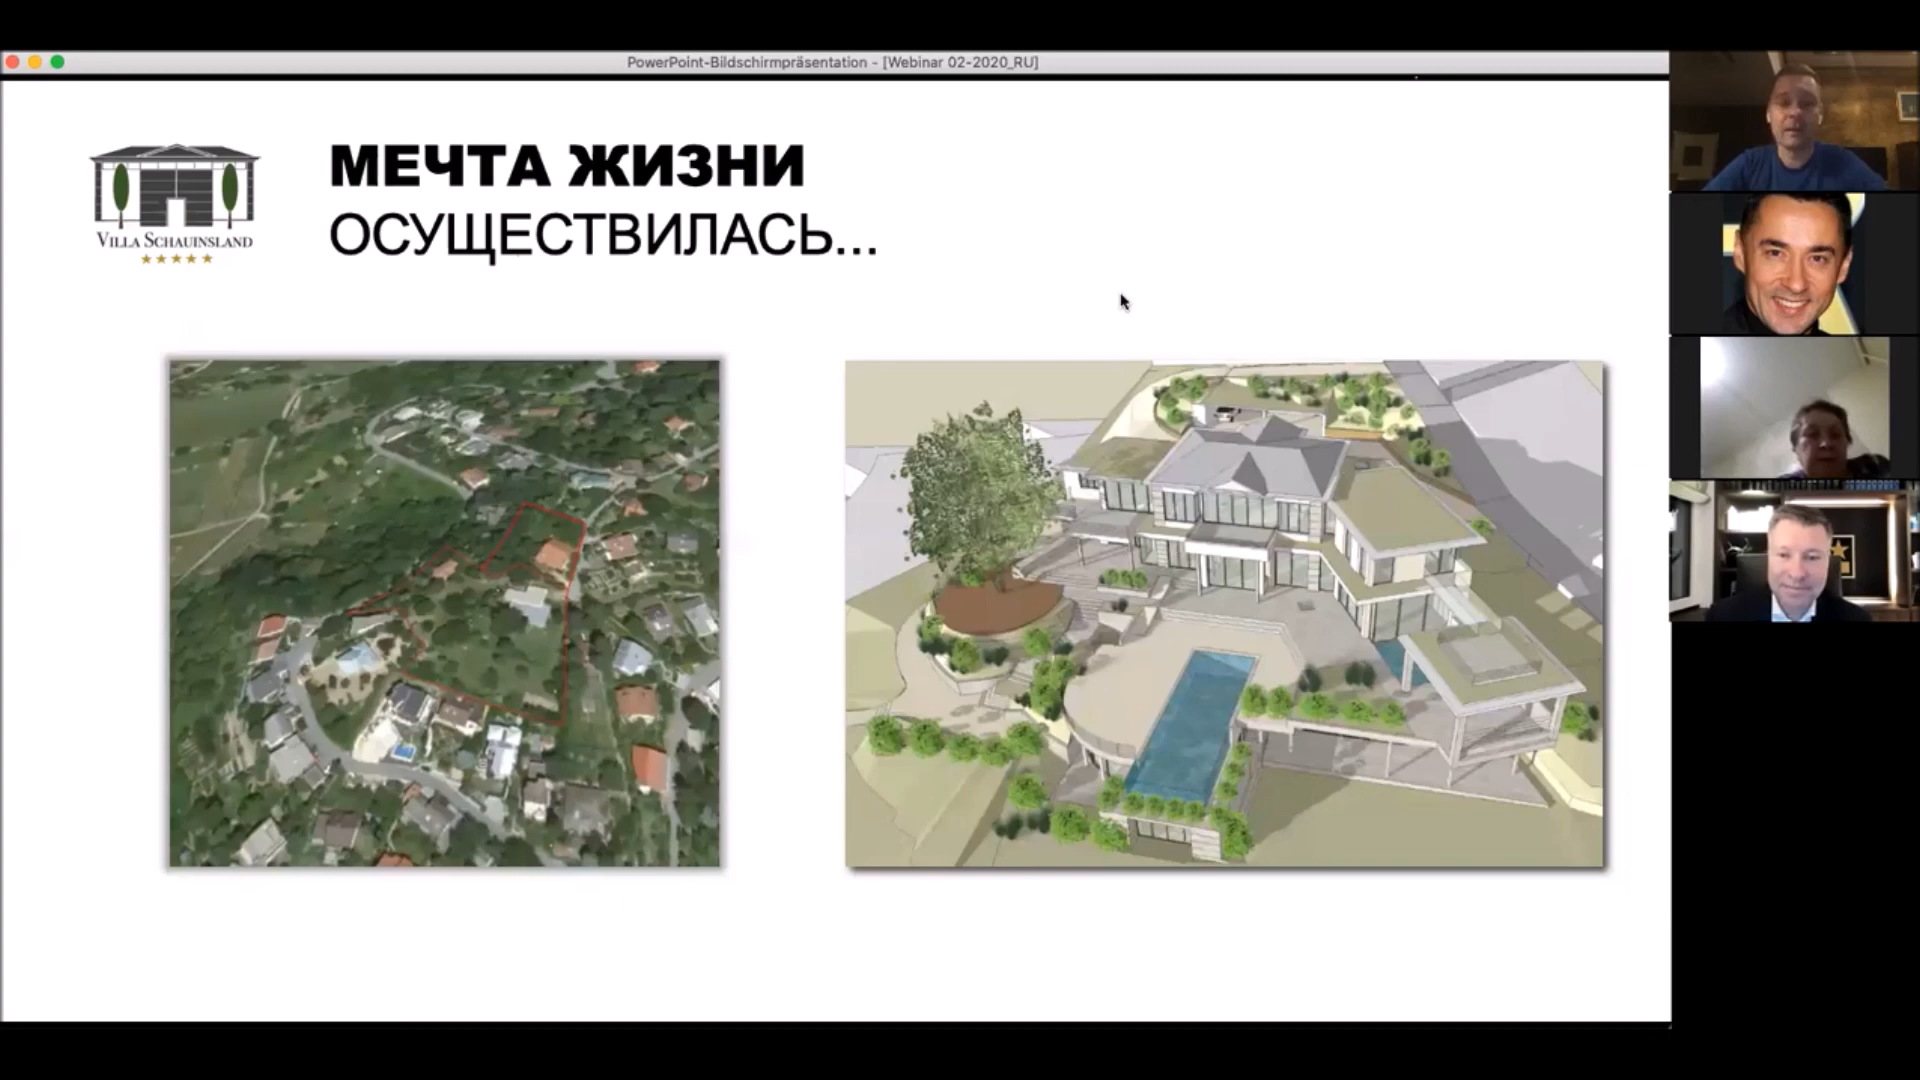 PowerPoint-Bildschirmpräsentation - [Webinar 02-2020_RU]
МЕЧТА ЖИЗНИ
ОСУЩЕСТВИЛАСЬ...
VILLA SCHAUINSLAND